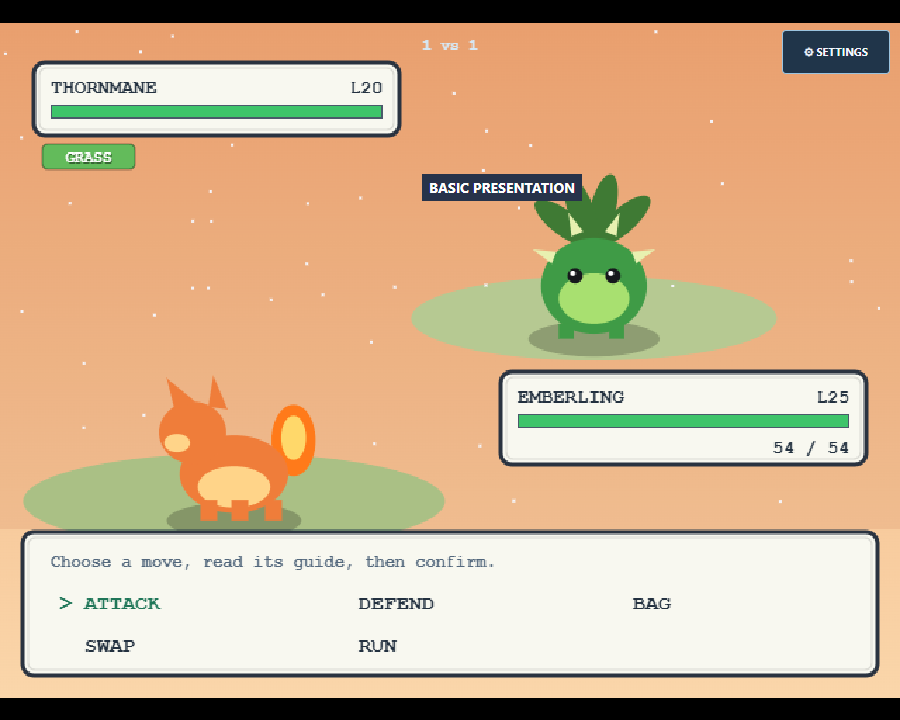 1 vs 1
⚙ SETTINGS
THORNMANE L20
GRASS
BASIC PRESENTATION
EMBERLING L25
54 / 54
Choose a move, read its guide, then confirm.
> ATTACK DEFEND BAG
SWAP RUN